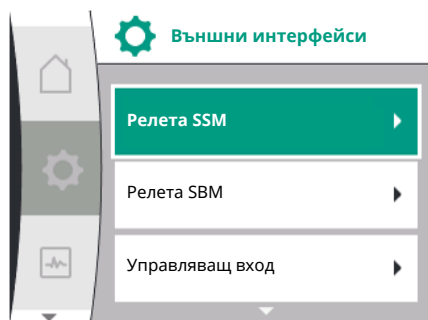 Външни интерфейси
Релета SSM
Релета SBM
Управляващ вход